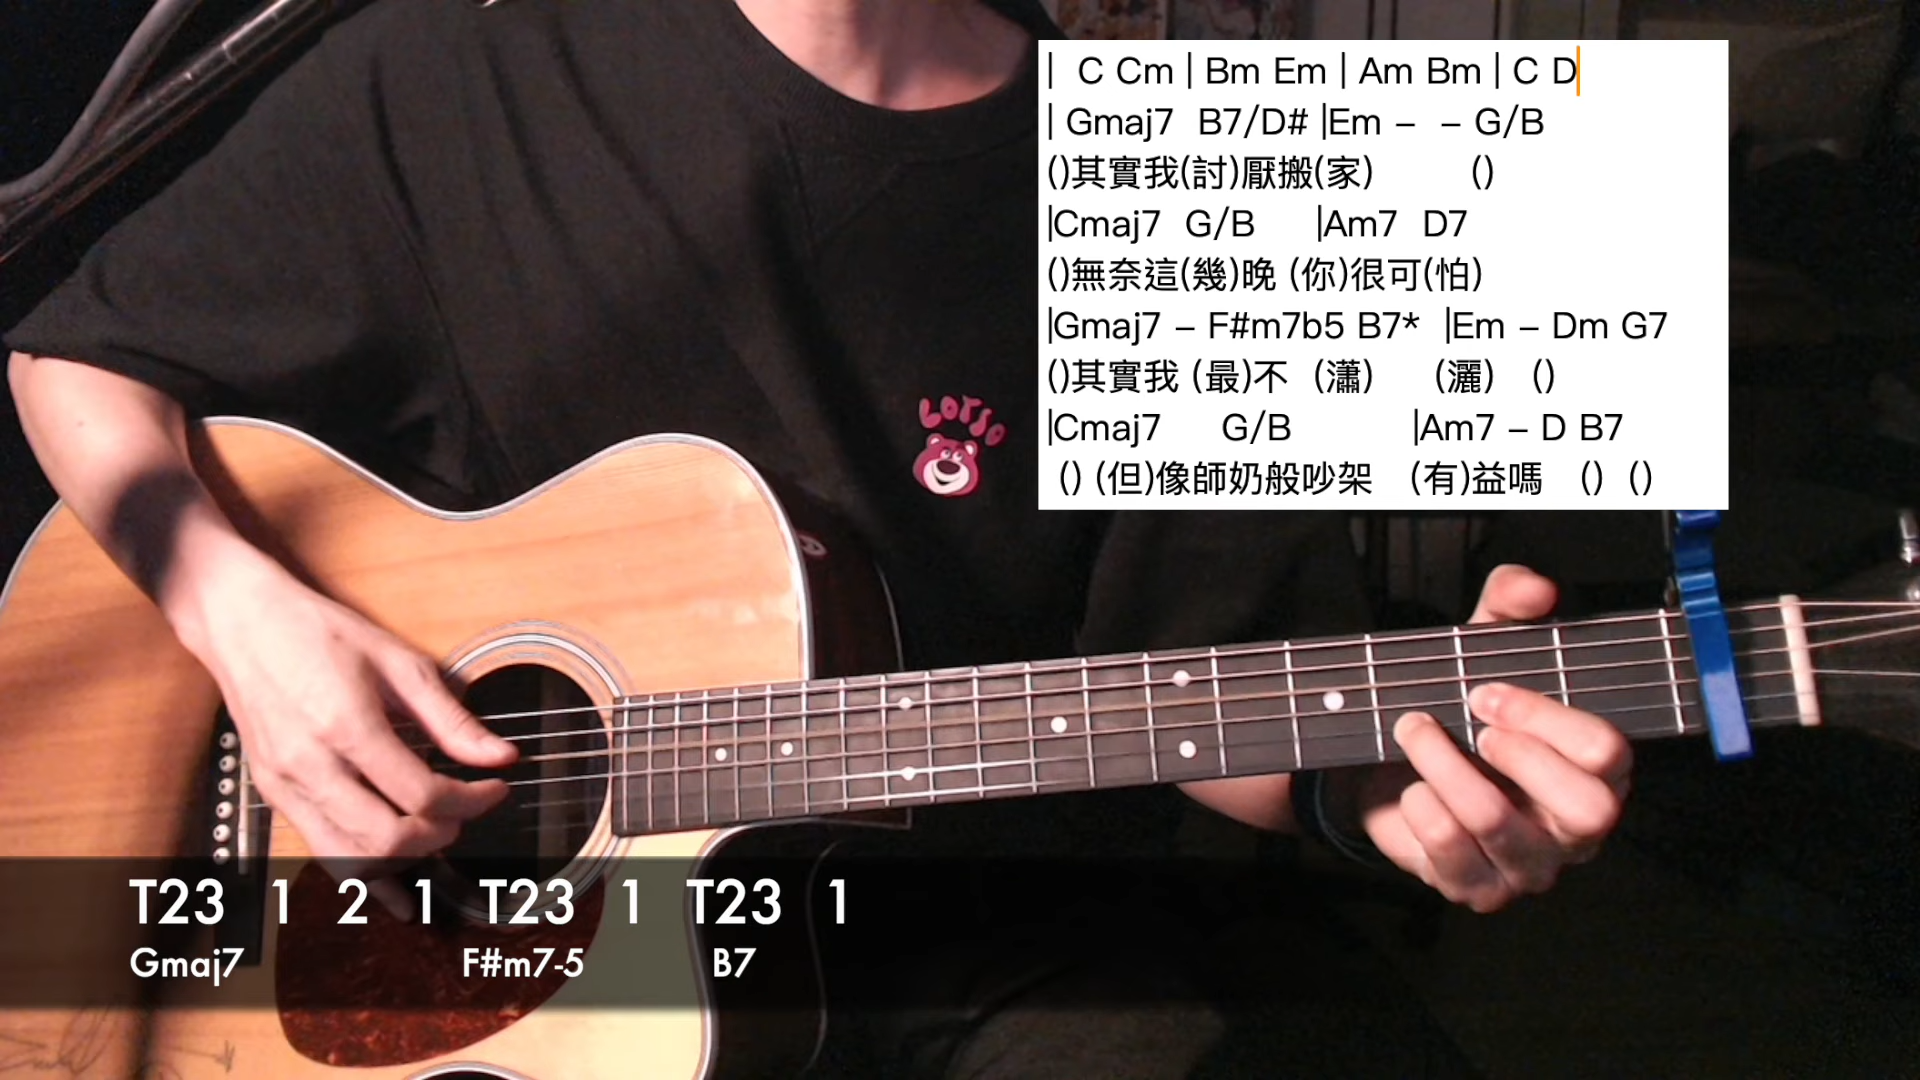 | C Cm | Bm Em | Am Bm | C D
| Gmaj7 B7/D# |Em – – G/B
()其實我(討)厭搬(家) ()
|Cmaj7 G/B |Am7 D7
()無奈這(幾)晚 (你)很可(怕)
|Gmaj7 – F#m7b5 B7* |Em – Dm G7
()其實我 (最)不 (瀟) (灑) ()
|Cmaj7 G/B |Am7 – D B7
() (但)像師奶般吵架 (有)益嗎 () ()
LOTSO
T23 1 2 1 T23 1 T23 1
Gmaj7 F#m7-5 B7